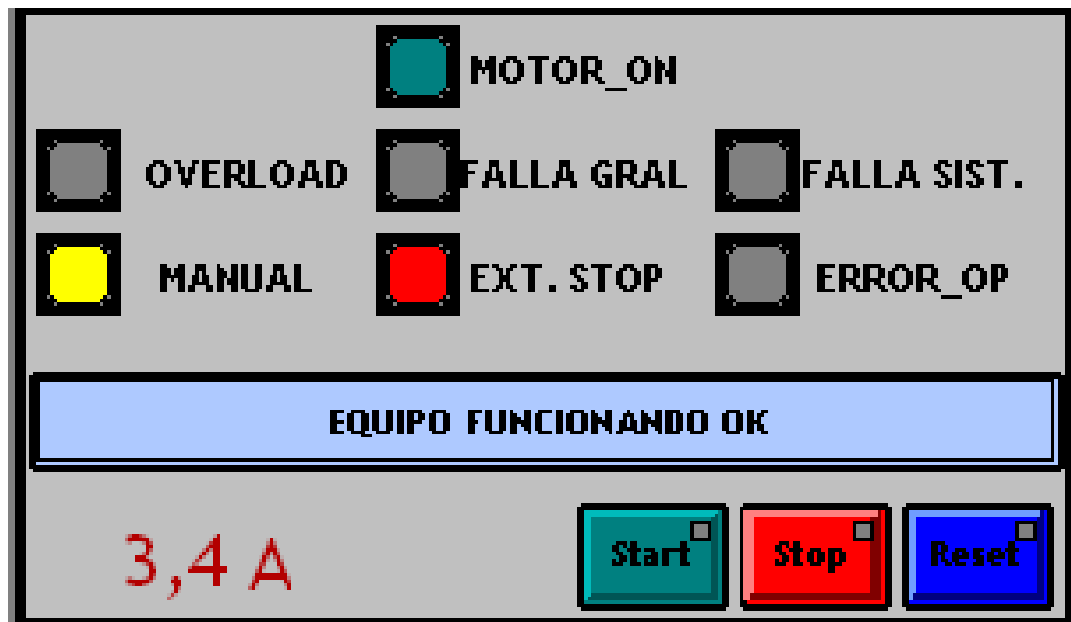 MOTOR_ON
OVERLOAD FALLA GRAL FALLA SIST.
MANUAL EXT. STOP ERROR_OP
EQUIPO FUNCIONANDO OK
3,4 A Start Stop Reset